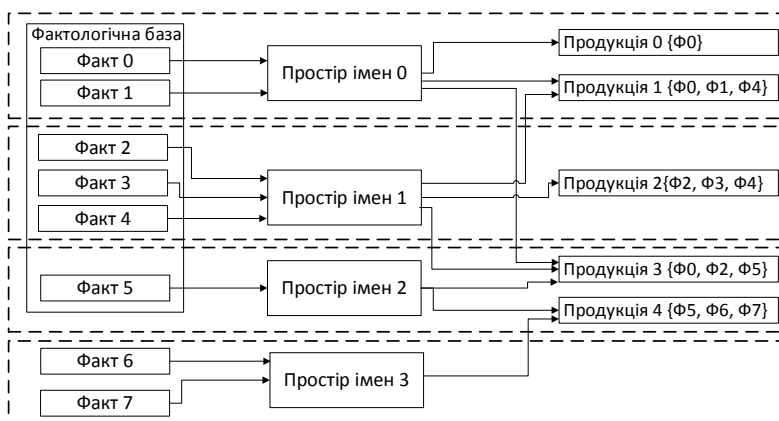 Фактологічна база
Факт 0
Факт 1
Простір імен 0
Продукція 0 {Ф0}
Продукція 1 {Ф0, Ф1, Ф4}
Факт 2
Факт 3
Факт 4
Простір імен 1
Продукція 2{Ф2, Ф3, Ф4}
Факт 5
Простір імен 2
Продукція 3 {Ф0, Ф2, Ф5}
Продукція 4 {Ф5, Ф6, Ф7}
Факт 6
Факт 7
Простір імен 3